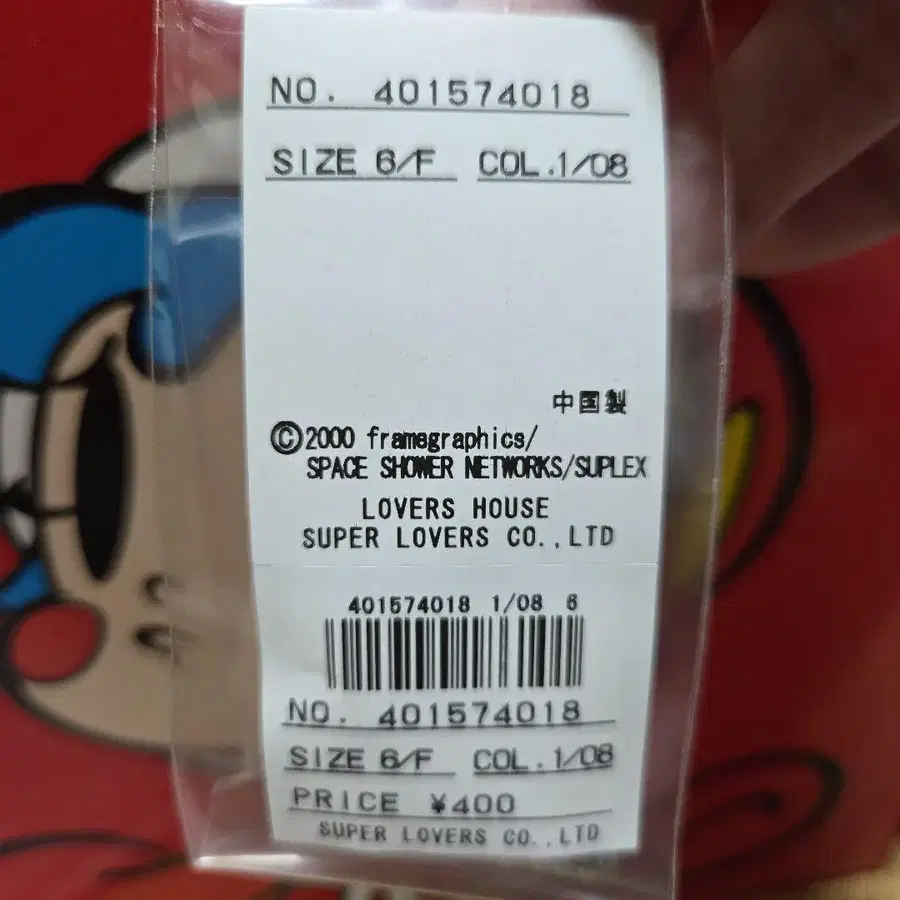 NO. 401574018
SIZE 6/F COL.1/08
中国製
©2000 framegraphics/
SPACE SHOWER NETWORKS/SUPLEX
LOVERS HOUSE
SUPER LOVERS CO.,LTD
401574018 1/08 6
NO. 401574018
SIZE 6/F COL.1/08
PRICE ¥400
SUPER LOVERS CO.,LTD